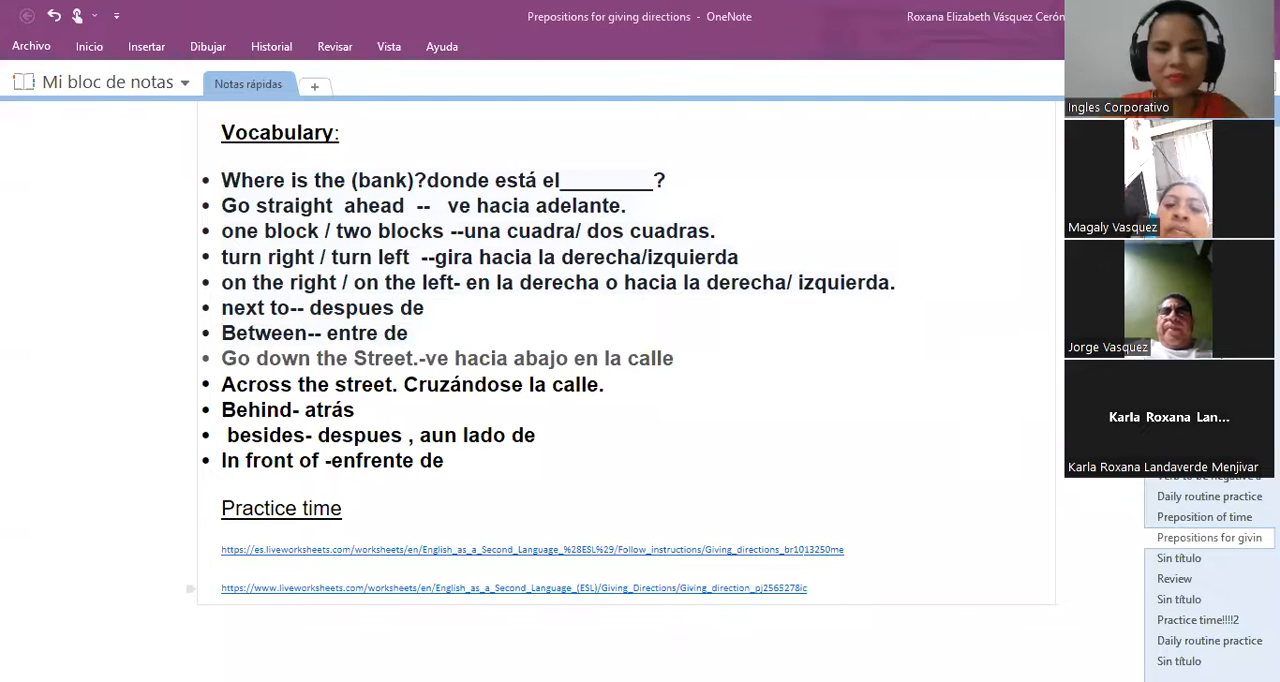 Prepositions for giving directions - OneNote
Roxana Elizabeth Vásquez Cerón
Archivo Inicio Insertar Dibujar Historial Revisar Vista Ayuda
Mi bloc de notas
Notas rápidas
+
Vocabulary:
• Where is the (bank)?donde está el________?
• Go straight ahead -- ve hacia adelante.
• one block / two blocks --una cuadra/ dos cuadras.
• turn right / turn left --gira hacia la derecha/izquierda
• on the right / on the left- en la derecha o hacia la derecha/ izquierda.
• next to-- despues de
• Between-- entre de
• Go down the Street.-ve hacia abajo en la calle
• Across the street. Cruzándose la calle.
• Behind- atrás
• besides- despues , aun lado de
• In front of -enfrente de
Practice time
https://es.liveworksheets.com/worksheets/en/English_as_a_Second_Language_%28ESL%29/Follow_instructions/Giving_directions_br1013250me
https://www.liveworksheets.com/worksheets/en/English_as_a_Second_Language_(ESL)/Giving_Directions/Giving_direction_pj2565278ic
Ingles Corporativo
Magaly Vasquez
Jorge Vasquez
Karla Roxana Lan...
Karla Roxana Landaverde Menjivar
Daily routine practice
Preposition of time
Prepositions for givin
Sin título
Review
Sin título
Practice time!!!!2
Daily routine practice
Sin título